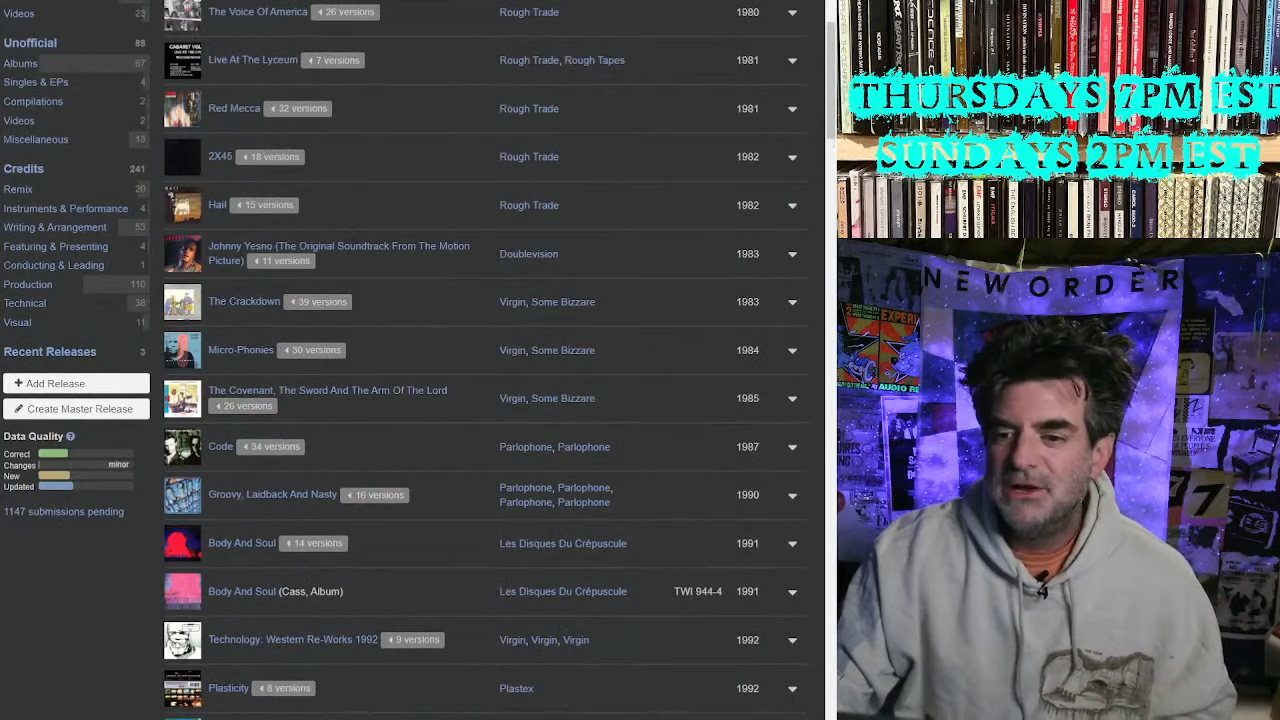 Videos 23
Unofficial 88
Albums 67
Singles & EPs 4
Compilations 2
Videos 2
Miscellaneous 13
Credits 241
Remix 20
Instruments & Performance 4
Writing & Arrangement 53
Featuring & Presenting 4
Conducting & Leading 1
Production 110
Technical 38
Visual 11
Recent Releases 3
Add Release
Create Master Release
Data Quality
Correct
Changes minor
New
Updated
1147 submissions pending
The Voice Of America 26 versions Rough Trade 1980
Live At The Lyceum 7 versions Rough Trade, Rough Tapes 1981
Red Mecca 32 versions Rough Trade 1981
2X45 18 versions Rough Trade 1982
Hail 15 versions Rough Trade 1982
Johnny Yesno (The Original Soundtrack From The Motion
Picture) 11 versions Doublevision 1983
The Crackdown 39 versions Virgin, Some Bizzare 1983
Micro-Phonies 30 versions Virgin, Some Bizzare 1984
The Covenant, The Sword And The Arm Of The Lord
26 versions Virgin, Some Bizzare 1985
Code 34 versions Parlophone, Parlophone 1987
Groovy, Laidback And Nasty 16 versions Parlophone, Parlophone,
Parlophone, Parlophone 1990
Body And Soul 14 versions Les Disques Du Crépuscule 1991
Body And Soul (Cass, Album) Les Disques Du Crépuscule TWI 944-4 1991
Technology: Western Re-Works 1992 9 versions Virgin, Virgin, Virgin 1992
Plasticity 8 versions Plastex 1992
THURSDAYS 7PM EST
SUNDAYS 2PM EST
NEW ORDER